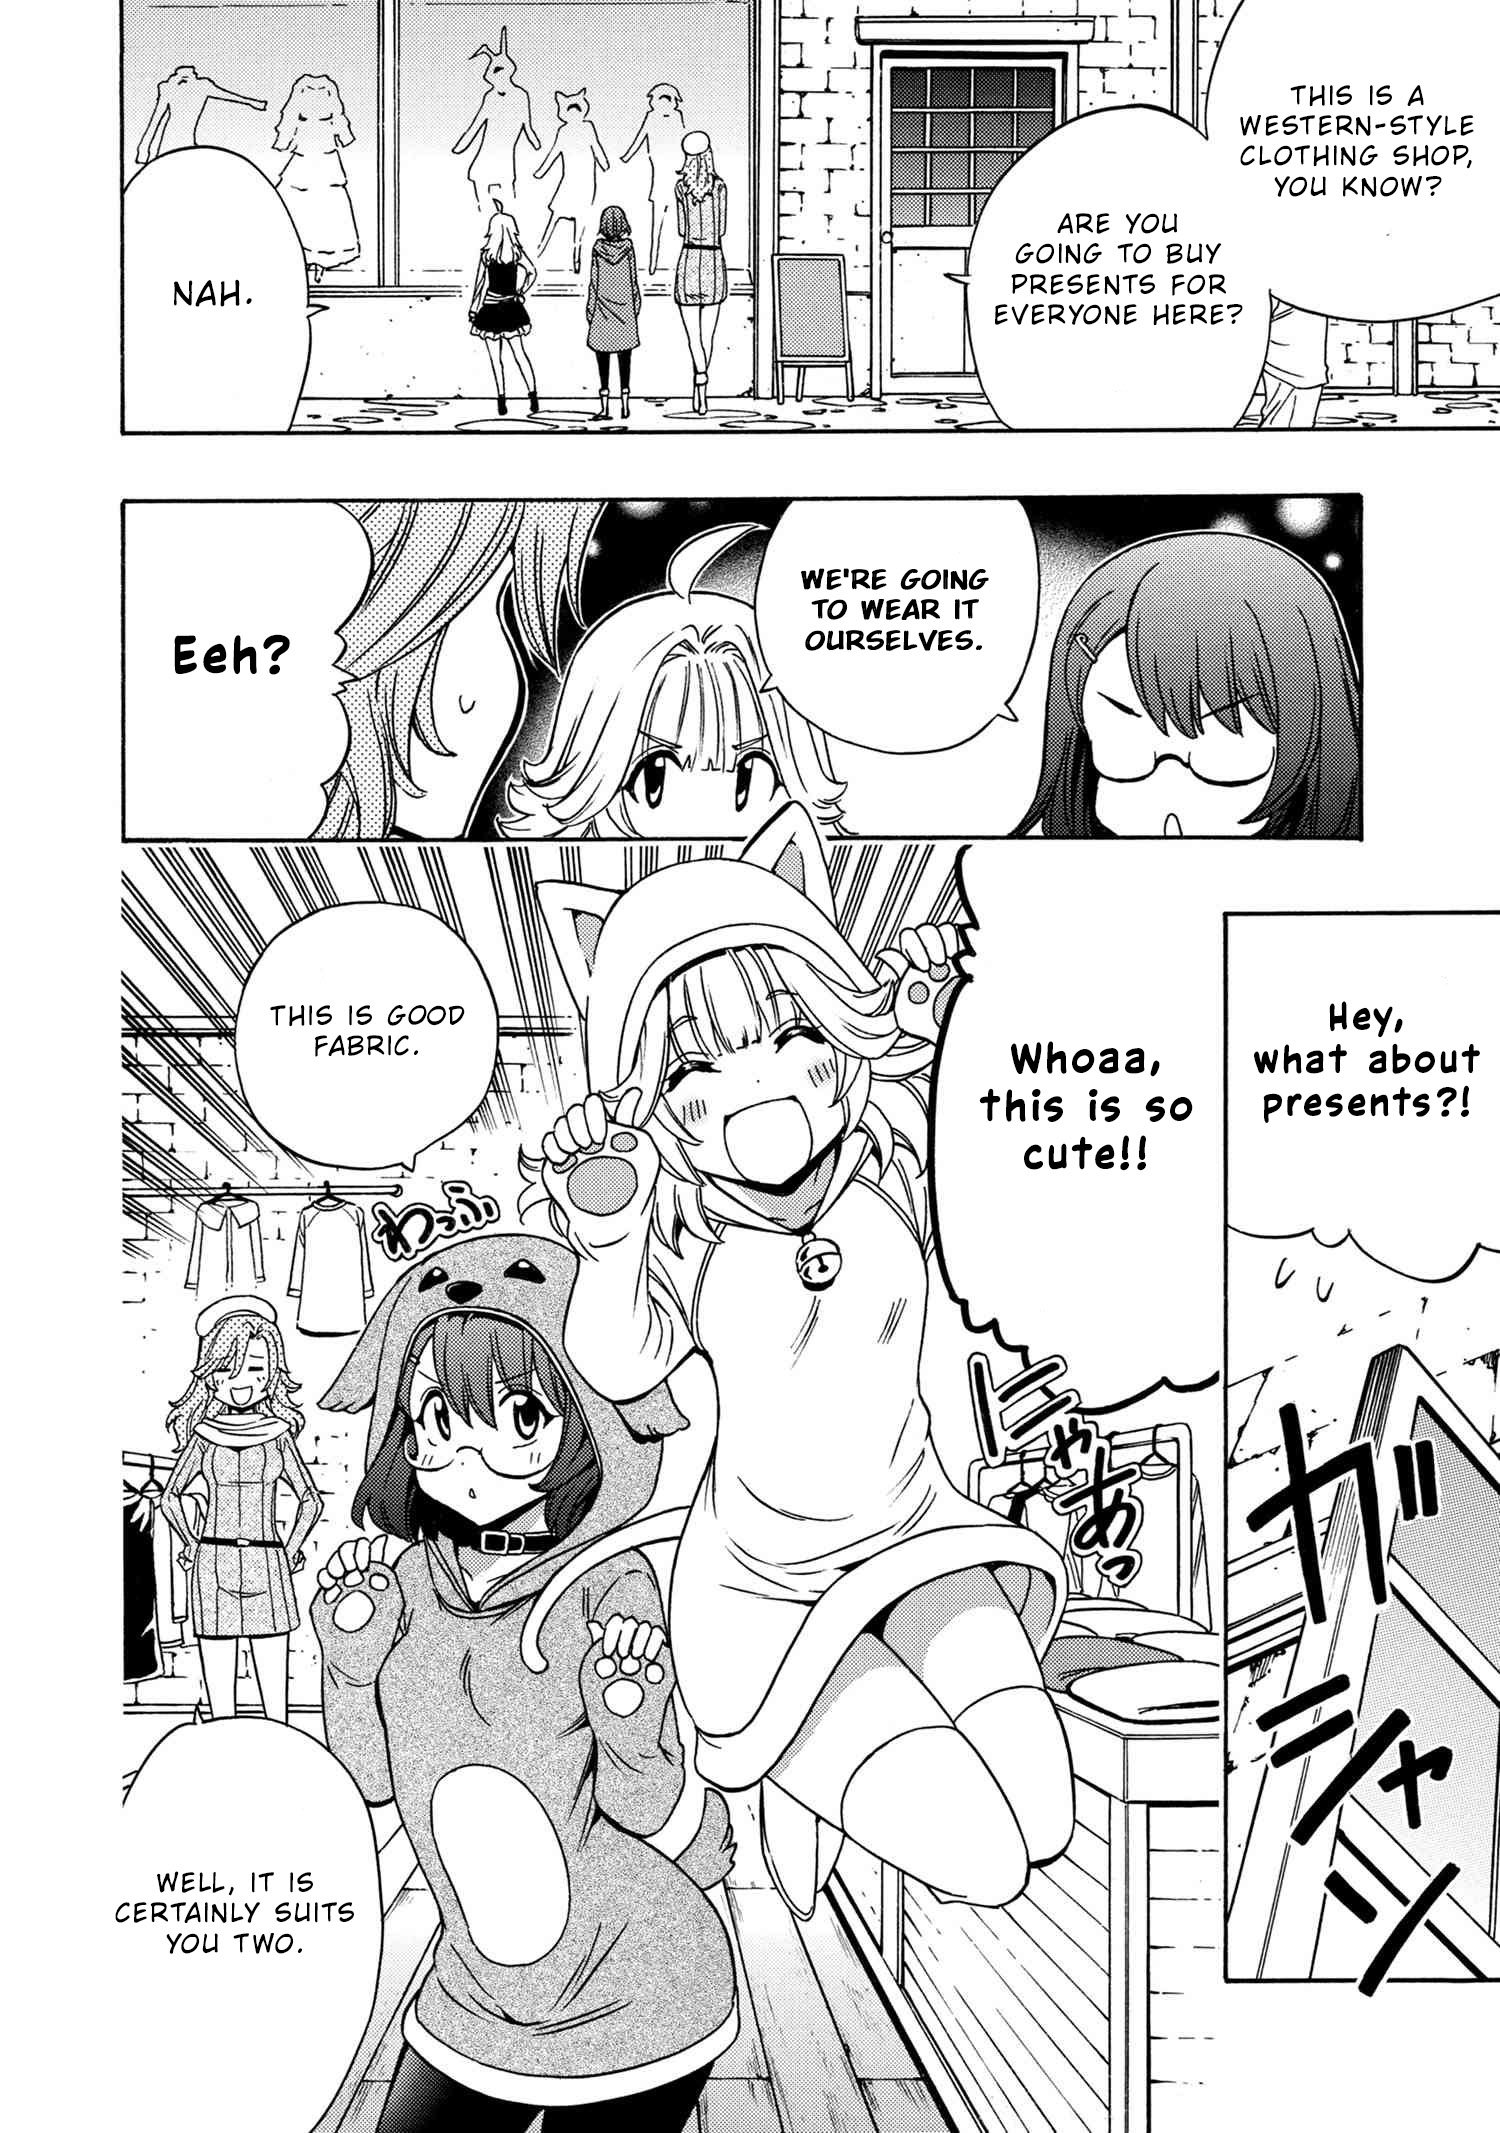 THIS IS A
WESTERN-STYLE
CLOTHING SHOP,
YOU KNOW?
ARE YOU
GOING TO BUY
PRESENTS FOR
EVERYONE HERE?
NAH.
WE'RE GOING
TO WEAR IT
OURSELVES.
Eeh?
Hey,
what about
presents?!
ガ
シャ
ン
Whoaa,
this is so
cute!!
にゃ
あっ
THIS IS GOOD
FABRIC.
わっふ
WELL, IT IS
CERTAINLY SUITS
YOU TWO.